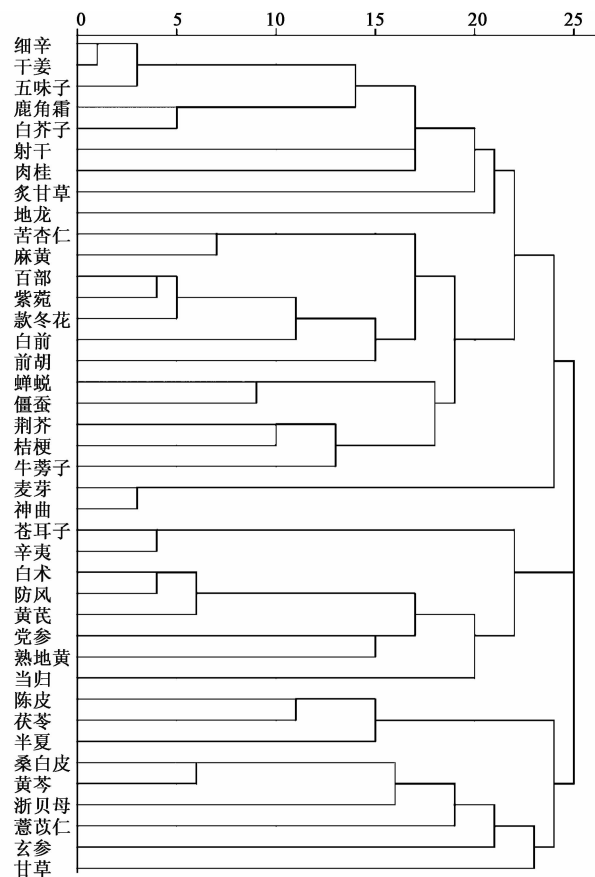 0 5 10 15 20 25
细辛
干姜
五味子
鹿角霜
白芥子
射干
肉桂
炙甘草
地龙
苦杏仁
麻黄
百部
紫菀
款冬花
白前
前胡
蝉蜕
僵蚕
荆芥
桔梗
牛蒡子
麦芽
神曲
苍耳子
辛夷
白术
防风
黄芪
党参
熟地黄
当归
陈皮
茯苓
半夏
桑白皮
黄芩
浙贝母
薏苡仁
玄参
甘草